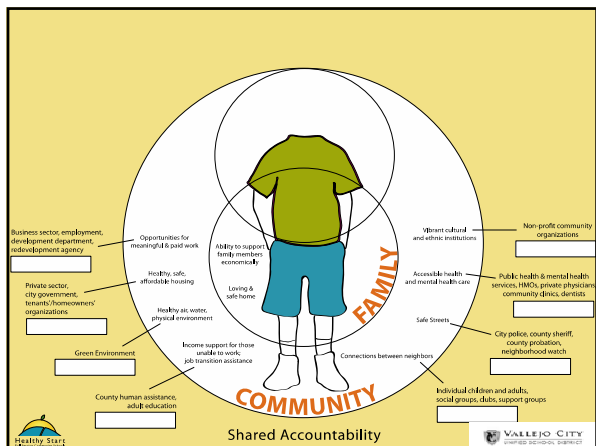 Business sector, employment,
development department,
redevelopment agency
Private sector,
city government,
tenants'/homeowners'
organizations
Green Environment
County human assistance,
adult education
Opportunities for
meaningful & paid work
Healthy, safe,
affordable housing
Healthy air, water,
physical environment
Income support for those
unable to work;
job transition assistance
Ability to support
family members
economically
Loving &
safe home
FAMILY
COMMUNITY
Vibrant cultural
and ethnic institutions
Accessible health
and mental health care
Safe Streets
Connections between neighbors
Non-profit community
organizations
Public health & mental health
services, HMOs, private physicians
community clinics, dentists
City police, county sheriff,
county probation,
neighborhood watch
Individual children and adults,
social groups, clubs, support groups
Shared Accountability
Healthy Start
VALLEJO CITY
UNIFIED SCHOOL DISTRICT